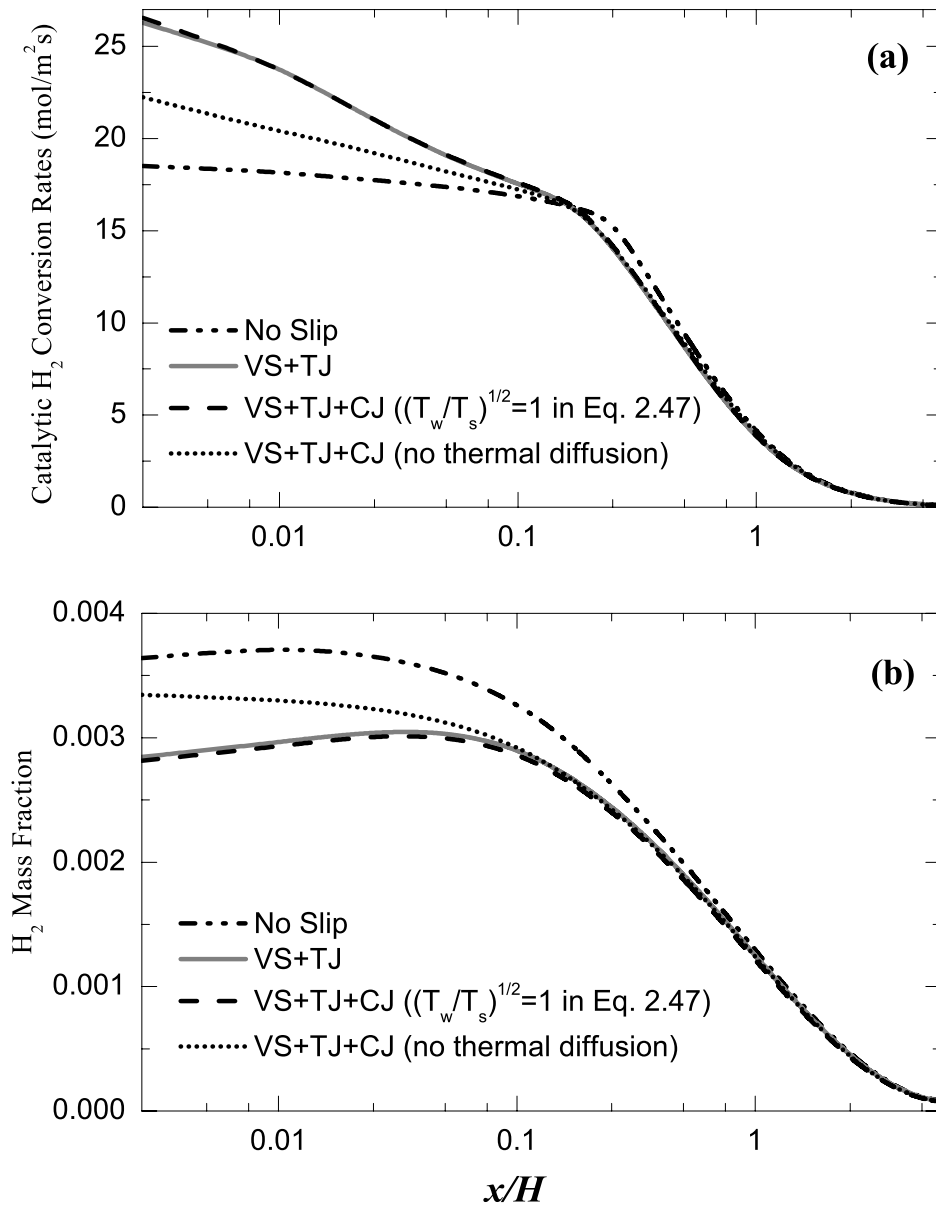 (a)
Catalytic H2 Conversion Rates (mol/m²s)
25
20
15
10
5
0
No Slip
VS+TJ
VS+TJ+CJ ((Tw/Ts)^1/2=1 in Eq. 2.47)
VS+TJ+CJ (no thermal diffusion)
0.01 0.1 1
(b)
H2 Mass Fraction
0.004
0.003
0.002
0.001
0.000
No Slip
VS+TJ
VS+TJ+CJ ((Tw/Ts)^1/2=1 in Eq. 2.47)
VS+TJ+CJ (no thermal diffusion)
0.01 0.1 1
x/H